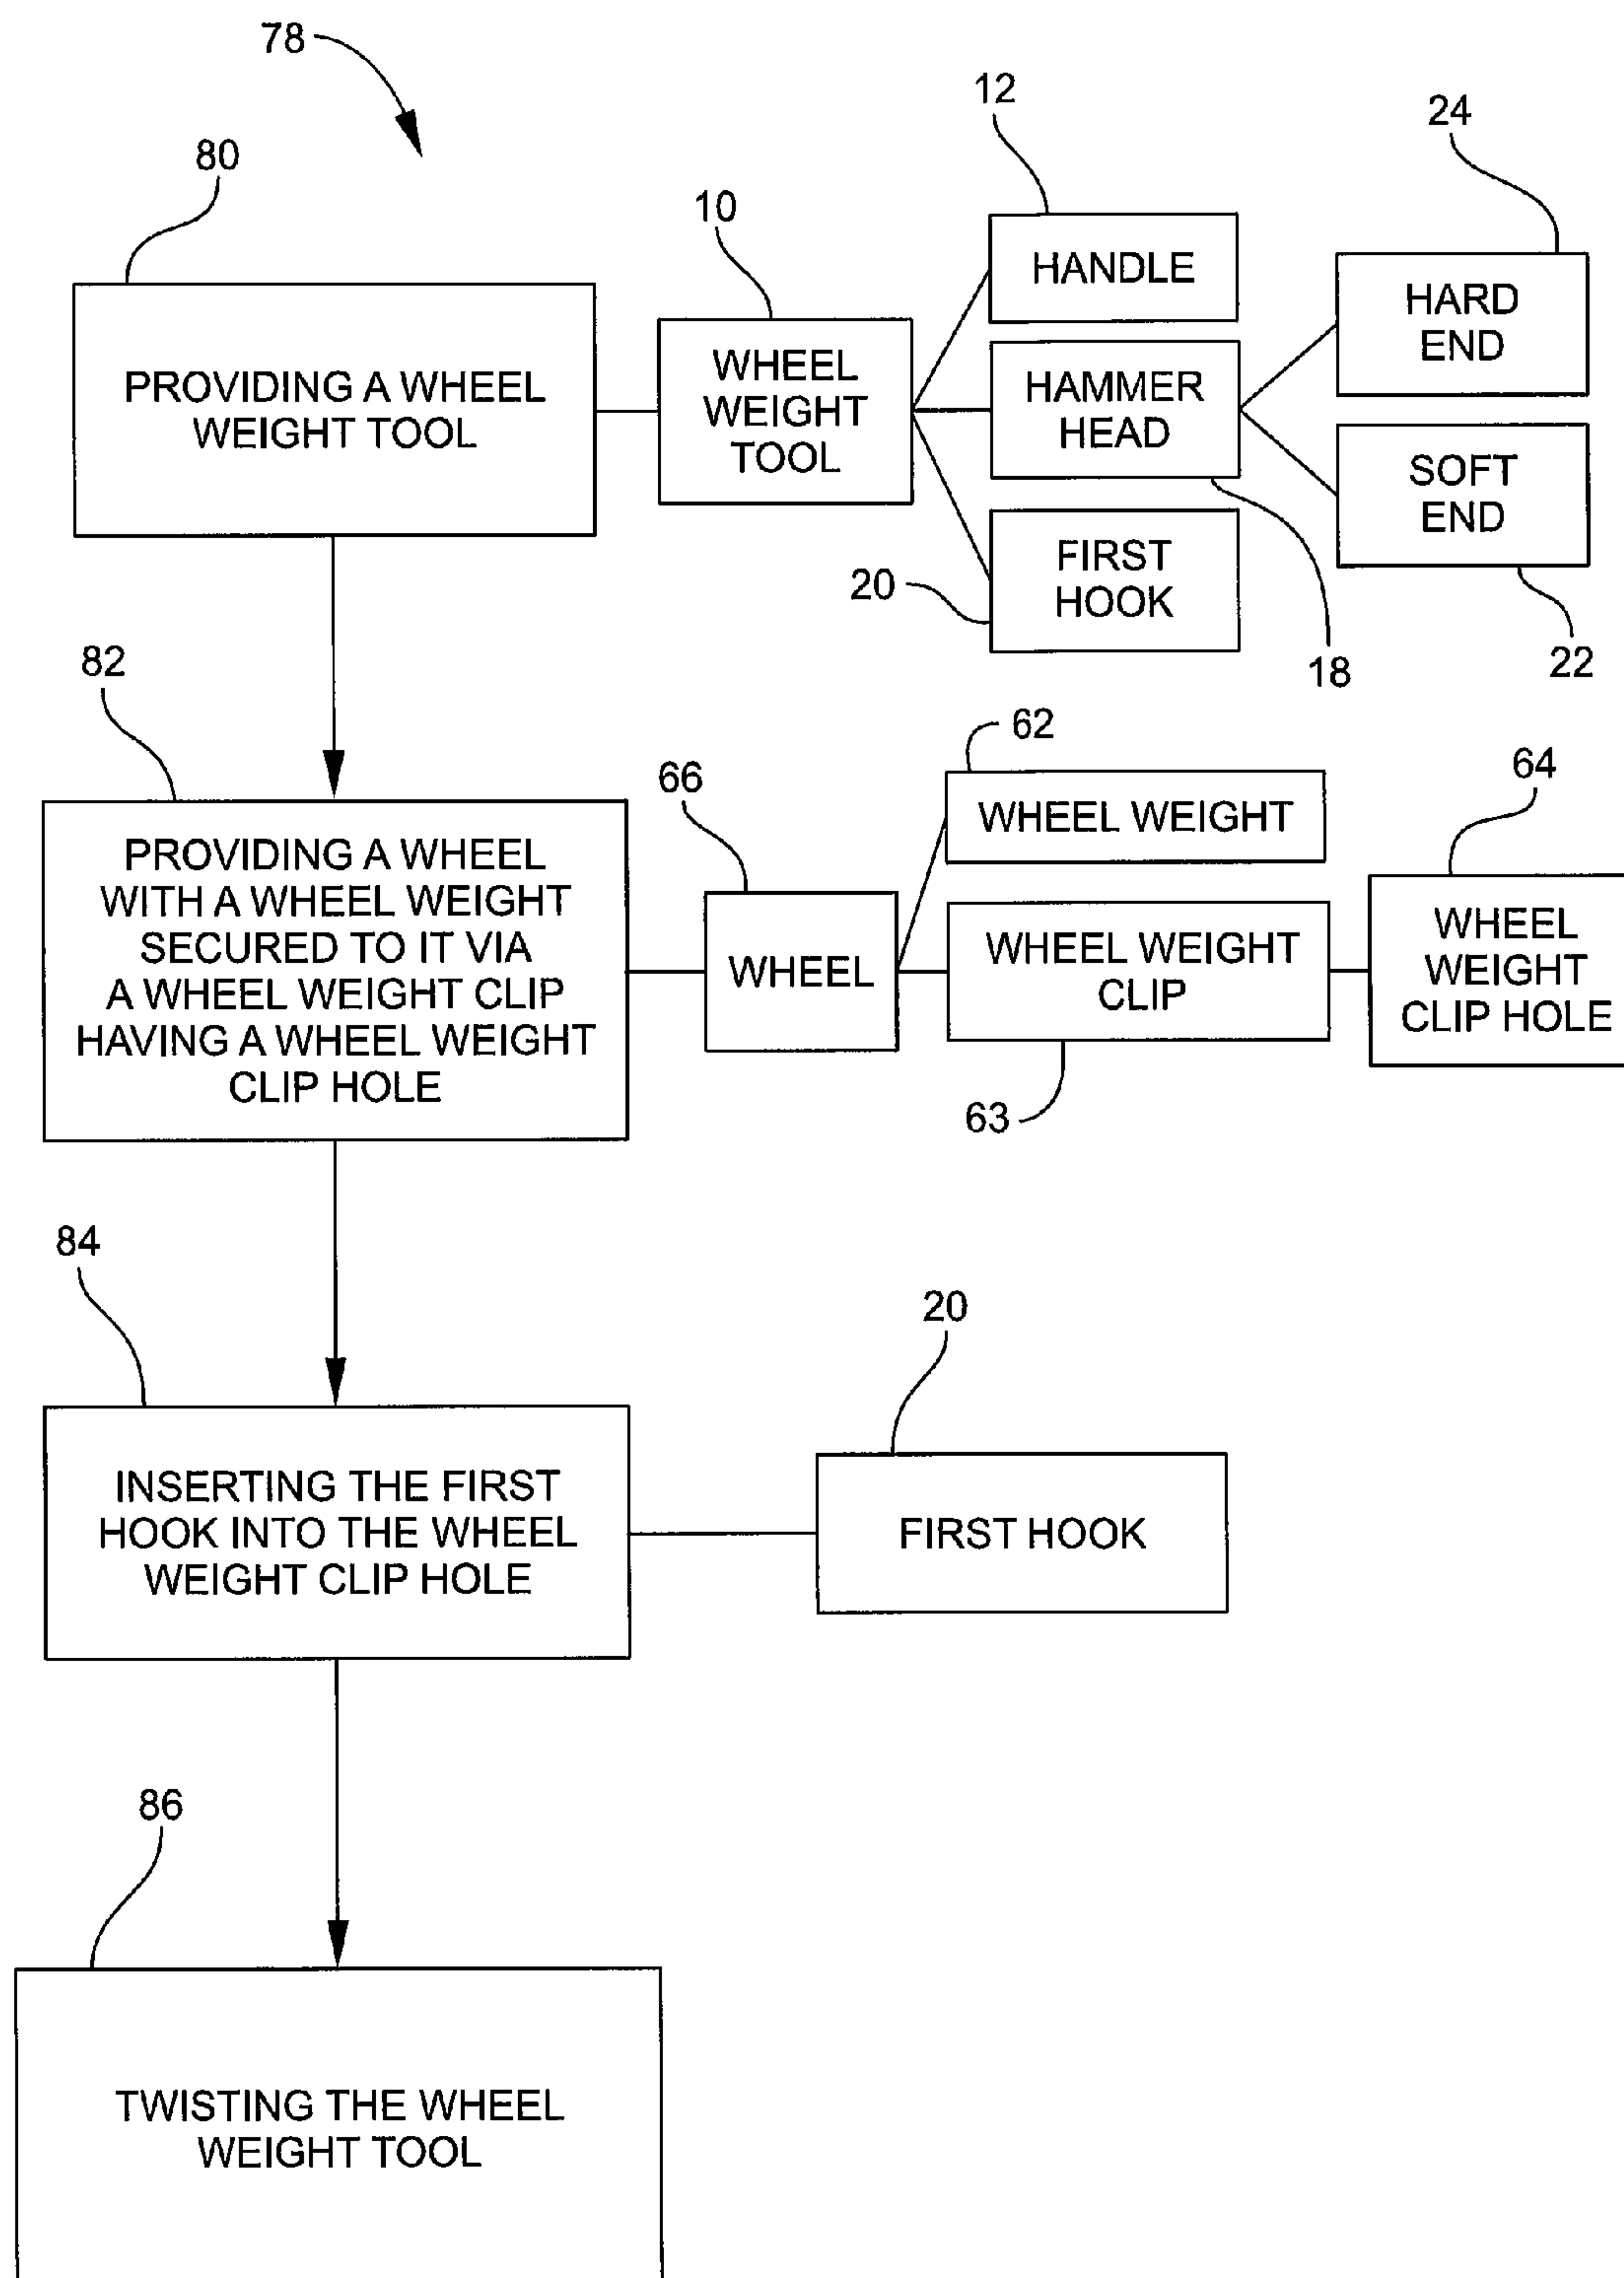 78
80
PROVIDING A WHEEL
WEIGHT TOOL
10
WHEEL
WEIGHT
TOOL
12
HANDLE
HAMMER
HEAD
18
20
FIRST
HOOK
24
HARD
END
SOFT
END
22
82
PROVIDING A WHEEL
WITH A WHEEL WEIGHT
SECURED TO IT VIA
A WHEEL WEIGHT CLIP
HAVING A WHEEL WEIGHT
CLIP HOLE
66
WHEEL
62
WHEEL WEIGHT
WHEEL WEIGHT
CLIP
63
64
WHEEL
WEIGHT
CLIP HOLE
84
INSERTING THE FIRST
HOOK INTO THE WHEEL
WEIGHT CLIP HOLE
20
FIRST HOOK
86
TWISTING THE WHEEL
WEIGHT TOOL